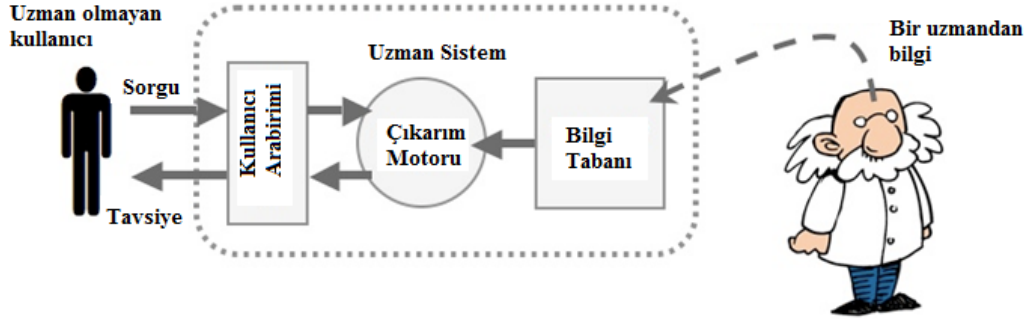 Uzman olmayan
kullanıcı
Sorgu
Tavsiye
Uzman Sistem
Kullanıcı
Arabirimi
Çıkarım
Motoru
Bilgi
Tabanı
Bir uzmandan
bilgi